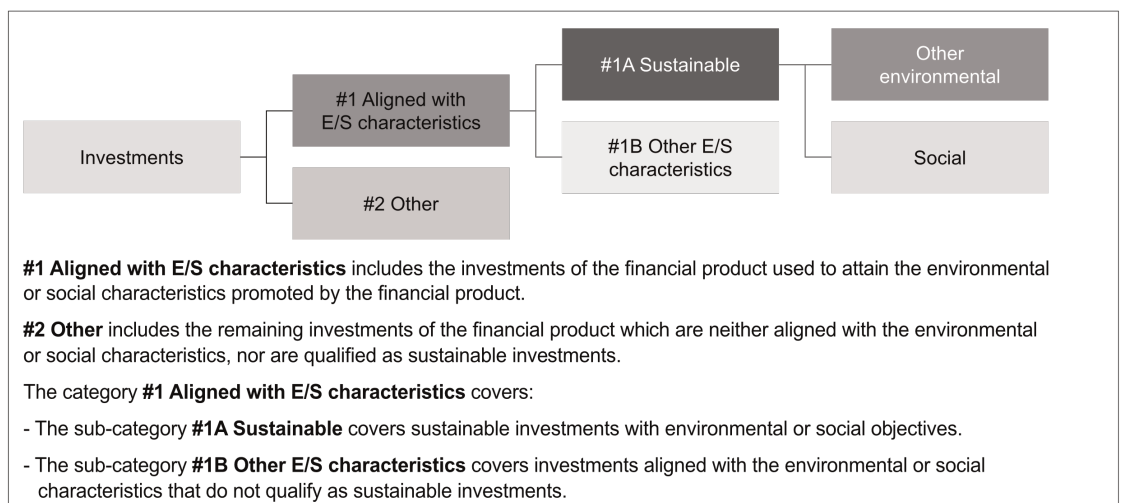 #1A Sustainable
Other
environmental
#1 Aligned with
E/S characteristics
Investments
#1B Other E/S
characteristics
Social
#2 Other
#1 Aligned with E/S characteristics includes the investments of the financial product used to attain the environmental
or social characteristics promoted by the financial product.
#2 Other includes the remaining investments of the financial product which are neither aligned with the environmental
or social characteristics, nor are qualified as sustainable investments.
The category #1 Aligned with E/S characteristics covers:
- The sub-category #1A Sustainable covers sustainable investments with environmental or social objectives.
- The sub-category #1B Other E/S characteristics covers investments aligned with the environmental or social
characteristics that do not qualify as sustainable investments.